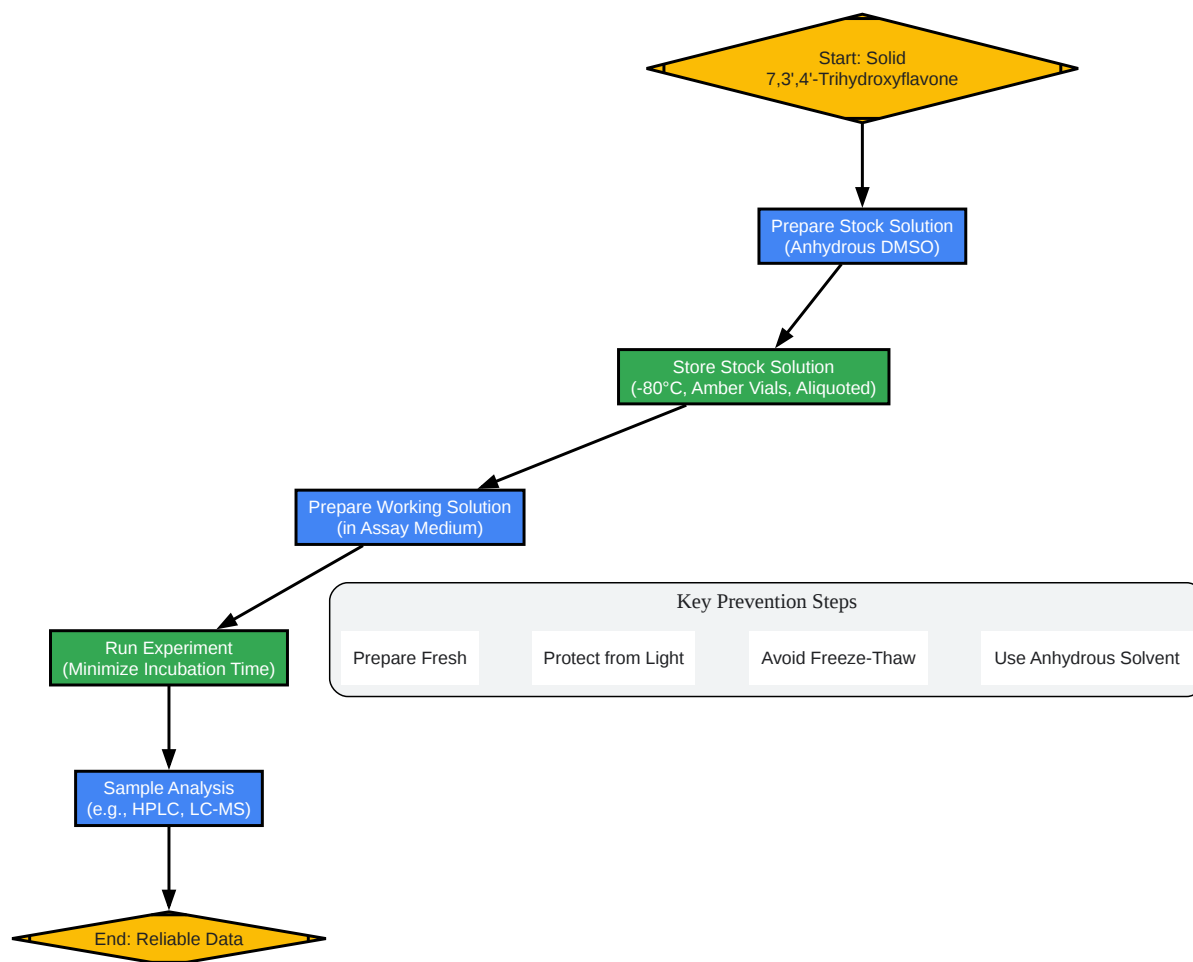 Start: Solid
7,3',4'-Trihydroxyflavone
Prepare Stock Solution
(Anhydrous DMSO)
Store Stock Solution
(-80°C, Amber Vials, Aliquoted)
Prepare Working Solution
(in Assay Medium)
Key Prevention Steps
Prepare Fresh
Protect from Light
Avoid Freeze-Thaw
Use Anhydrous Solvent
Run Experiment
(Minimize Incubation Time)
Sample Analysis
(e.g., HPLC, LC-MS)
End: Reliable Data